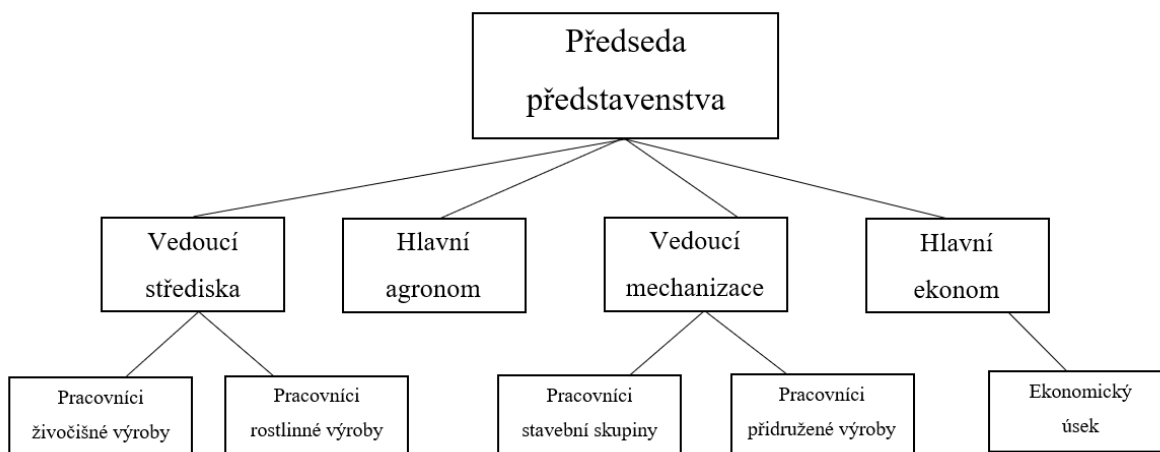 Předseda
představenstva
Vedoucí
střediska
Hlavní
agronom
Vedoucí
mechanizace
Hlavní
ekonom
Pracovníci
živočišné výroby
Pracovníci
rostlinné výroby
Pracovníci
stavební skupiny
Pracovníci
přidružené výroby
Ekonomický
úsek